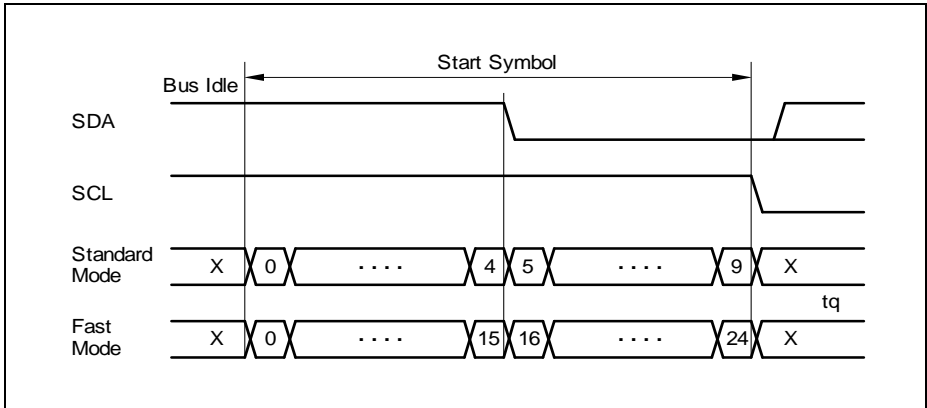 Start Symbol
Bus Idle
SDA
SCL
Standard Mode X 0 .... 4 5 .... 9 X
tq
Fast Mode X 0 .... 15 16 .... 24 X